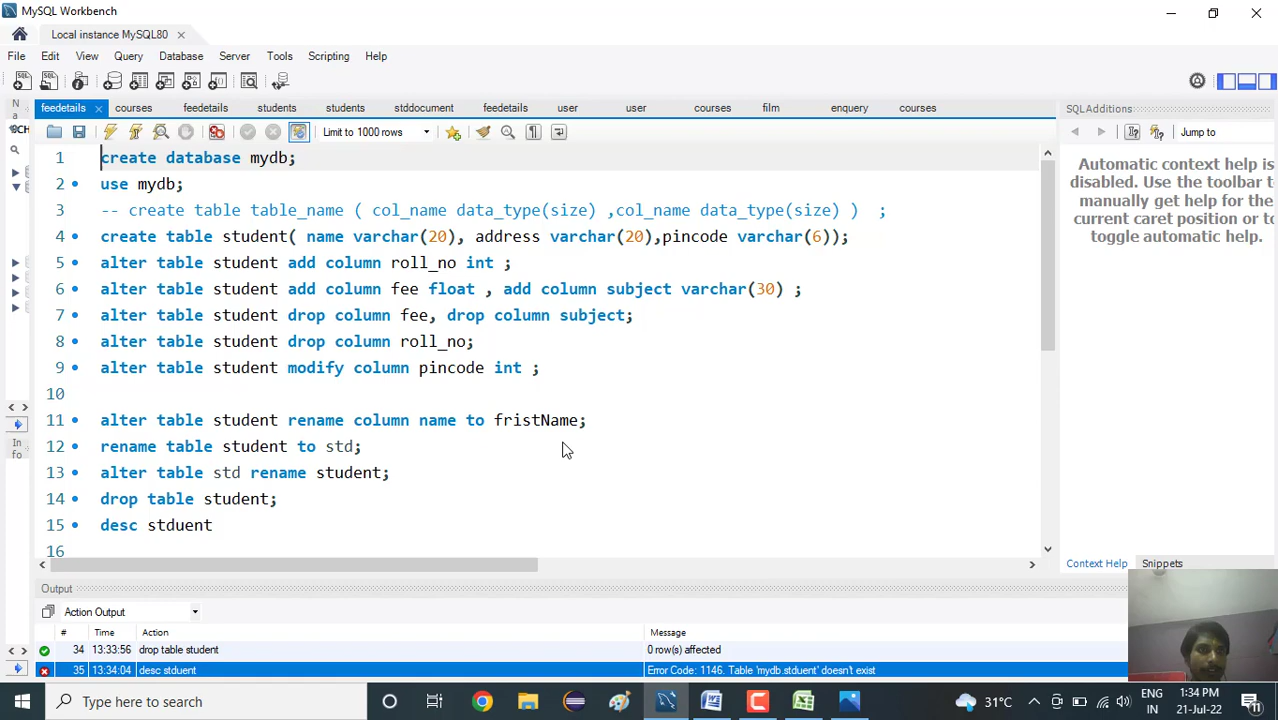 MySQL Workbench
Local instance MySQL80
File Edit View Query Database Server Tools Scripting Help
feedetails courses feedetails students students stddocument feedetails user user courses film enquery courses
SQLAdditions
Limit to 1000 rows
Jump to
N
a
CH
1 create database mydb;
2 use mydb;
3 -- create table table_name ( col_name data_type(size) ,col_name data_type(size) ) ;
4 create table student( name varchar(20), address varchar(20),pincode varchar(6));
5 alter table student add column roll_no int ;
6 alter table student add column fee float , add column subject varchar(30) ;
7 alter table student drop column fee, drop column subject;
8 alter table student drop column roll_no;
9 alter table student modify column pincode int ;
10
11 alter table student rename column name to fristName;
12 rename table student to std;
13 alter table std rename student;
14 drop table student;
15 desc stduent
16
Automatic context help is
disabled. Use the toolbar t
manually get help for the
current caret position or to
toggle automatic help.
Context Help Snippets
In
fo
Output
Action Output
# Time Action Message
34 13:33:56 drop table student 0 row(s) affected
35 13:34:04 desc stduent Error Code: 1146. Table 'mydb.stduent' doesn't exist
Type here to search
31°C
ENG
IN
1:34 PM
21-Jul-22
11